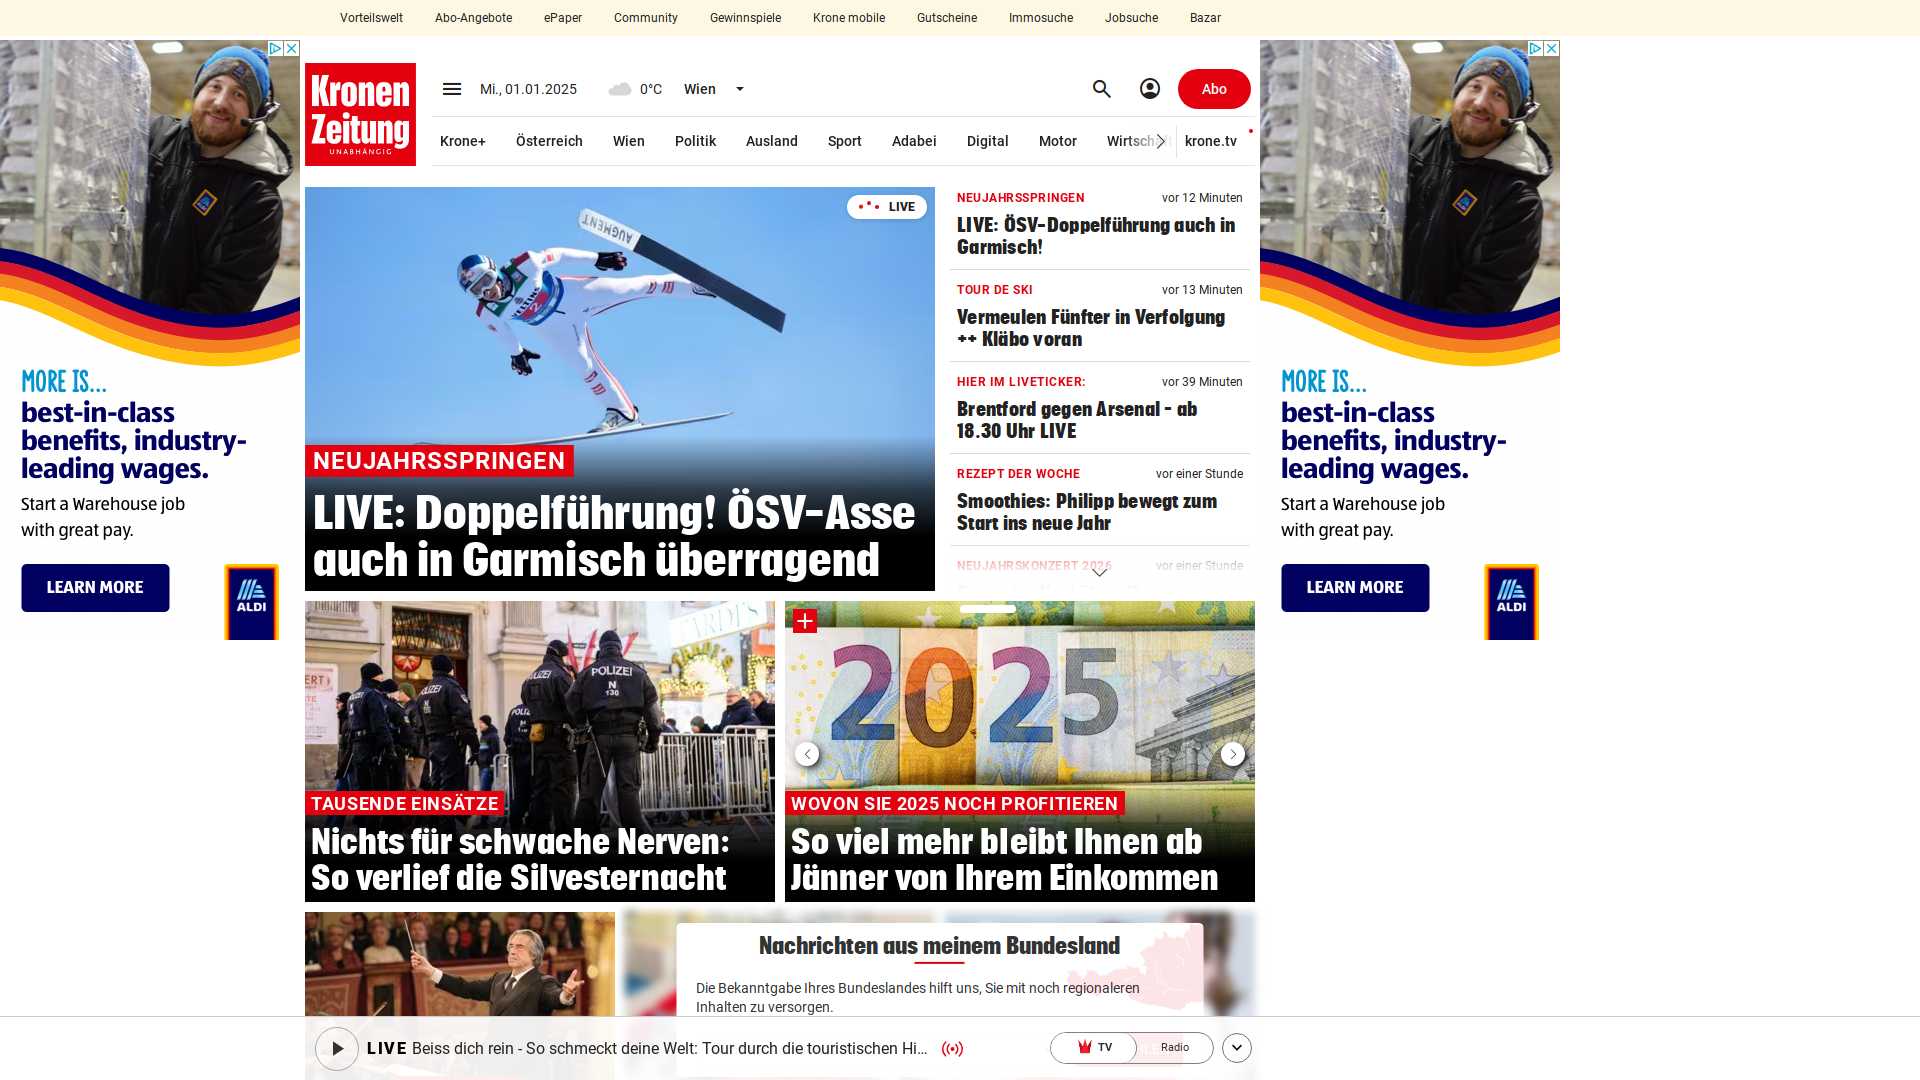 Vorteilswelt Abo-Angebote ePaper Community Gewinnspiele Krone mobile Gutscheine Immosuche Jobsuche Bazar
Kronen
Zeitung
UNABHÄNGIG
Mi., 01.01.2025 0°C Wien
Abo
Krone+ Österreich Wien Politik Ausland Sport Adabei Digital Motor Wirtschaft krone.tv
MORE IS...
best-in-class
benefits, industry-
leading wages.
Start a Warehouse job
with great pay.
LEARN MORE
ALDI
LIVE
AUGMENT
NEUJAHRSSPRINGEN
LIVE: Doppelführung! ÖSV-Asse
auch in Garmisch überragend
NEUJAHRSSPRINGEN vor 12 Minuten
LIVE: ÖSV-Doppelführung auch in
Garmisch!
TOUR DE SKI vor 13 Minuten
Vermeulen Fünfter in Verfolgung
++ Kläbo voran
HIER IM LIVETICKER: vor 39 Minuten
Brentford gegen Arsenal - ab
18.30 Uhr LIVE
REZEPT DER WOCHE vor einer Stunde
Smoothies: Philipp bewegt zum
Start ins neue Jahr
NEUJAHRSKONZERT 2026 vor einer Stunde
POLIZEI
N
130
TAUSENDE EINSÄTZE
Nichts für schwache Nerven:
So verlief die Silvesternacht
2025
WOVON SIE 2025 NOCH PROFITIEREN
So viel mehr bleibt Ihnen ab
Jänner von Ihrem Einkommen
Nachrichten aus meinem Bundesland
Die Bekanntgabe Ihres Bundeslandes hilft uns, Sie mit noch regionaleren
Inhalten zu versorgen.
LIVE Beiss dich rein - So schmeckt deine Welt: Tour durch die touristischen Hi...
TV
Radio
MORE IS...
best-in-class
benefits, industry-
leading wages.
Start a Warehouse job
with great pay.
LEARN MORE
ALDI